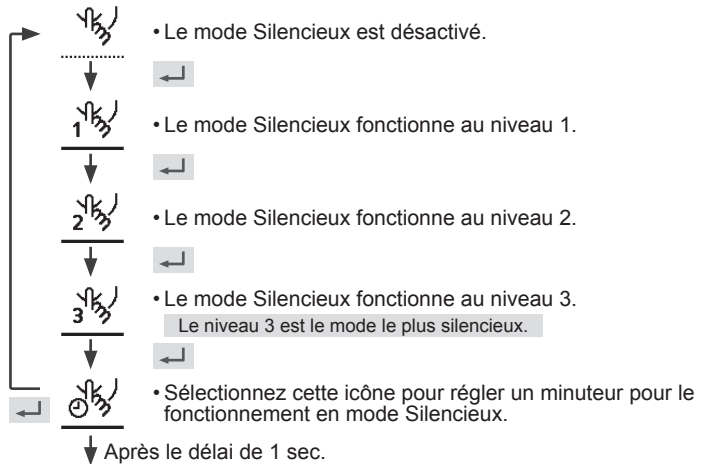 • Le mode Silencieux est désactivé.
1
• Le mode Silencieux fonctionne au niveau 1.
2
• Le mode Silencieux fonctionne au niveau 2.
3
• Le mode Silencieux fonctionne au niveau 3.
Le niveau 3 est le mode le plus silencieux.
• Sélectionnez cette icône pour régler un minuteur pour le
fonctionnement en mode Silencieux.
Après le délai de 1 sec.